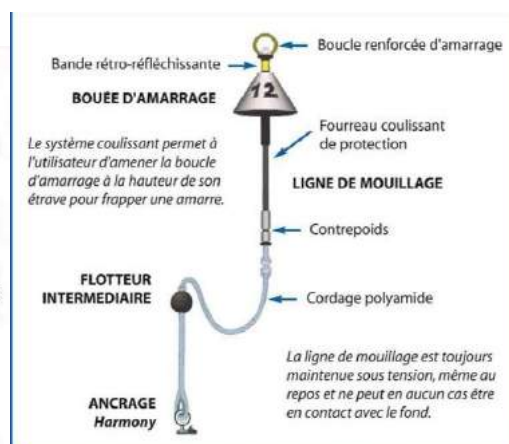 Boucle renforcée d'amarrage
Bande rétro-réfléchissante
BOUÉE D'AMARRAGE
12
Le système coulissant permet à
l'utilisateur d'amener la boucle
d'amarrage à la hauteur de son
étrave pour frapper une amarre.
Fourreau coulissant
de protection
LIGNE DE MOUILLAGE
Contrepoids
FLOTTEUR
INTERMEDIAIRE
Cordage polyamide
La ligne de mouillage est toujours
maintenue sous tension, même au
repos et ne peut en aucun cas être
en contact avec le fond.
ANCRAGE
Harmony